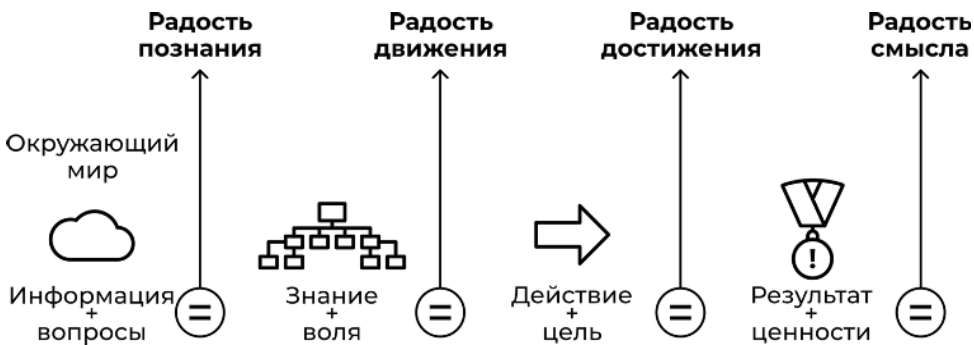 Радость
познания
Радость
движения
Радость
достижения
Радость
смысла
Окружающий
мир
Информация
+
вопросы
=
Знание
+
воля
=
Действие
+
цель
=
!
Результат
+
ценности
=